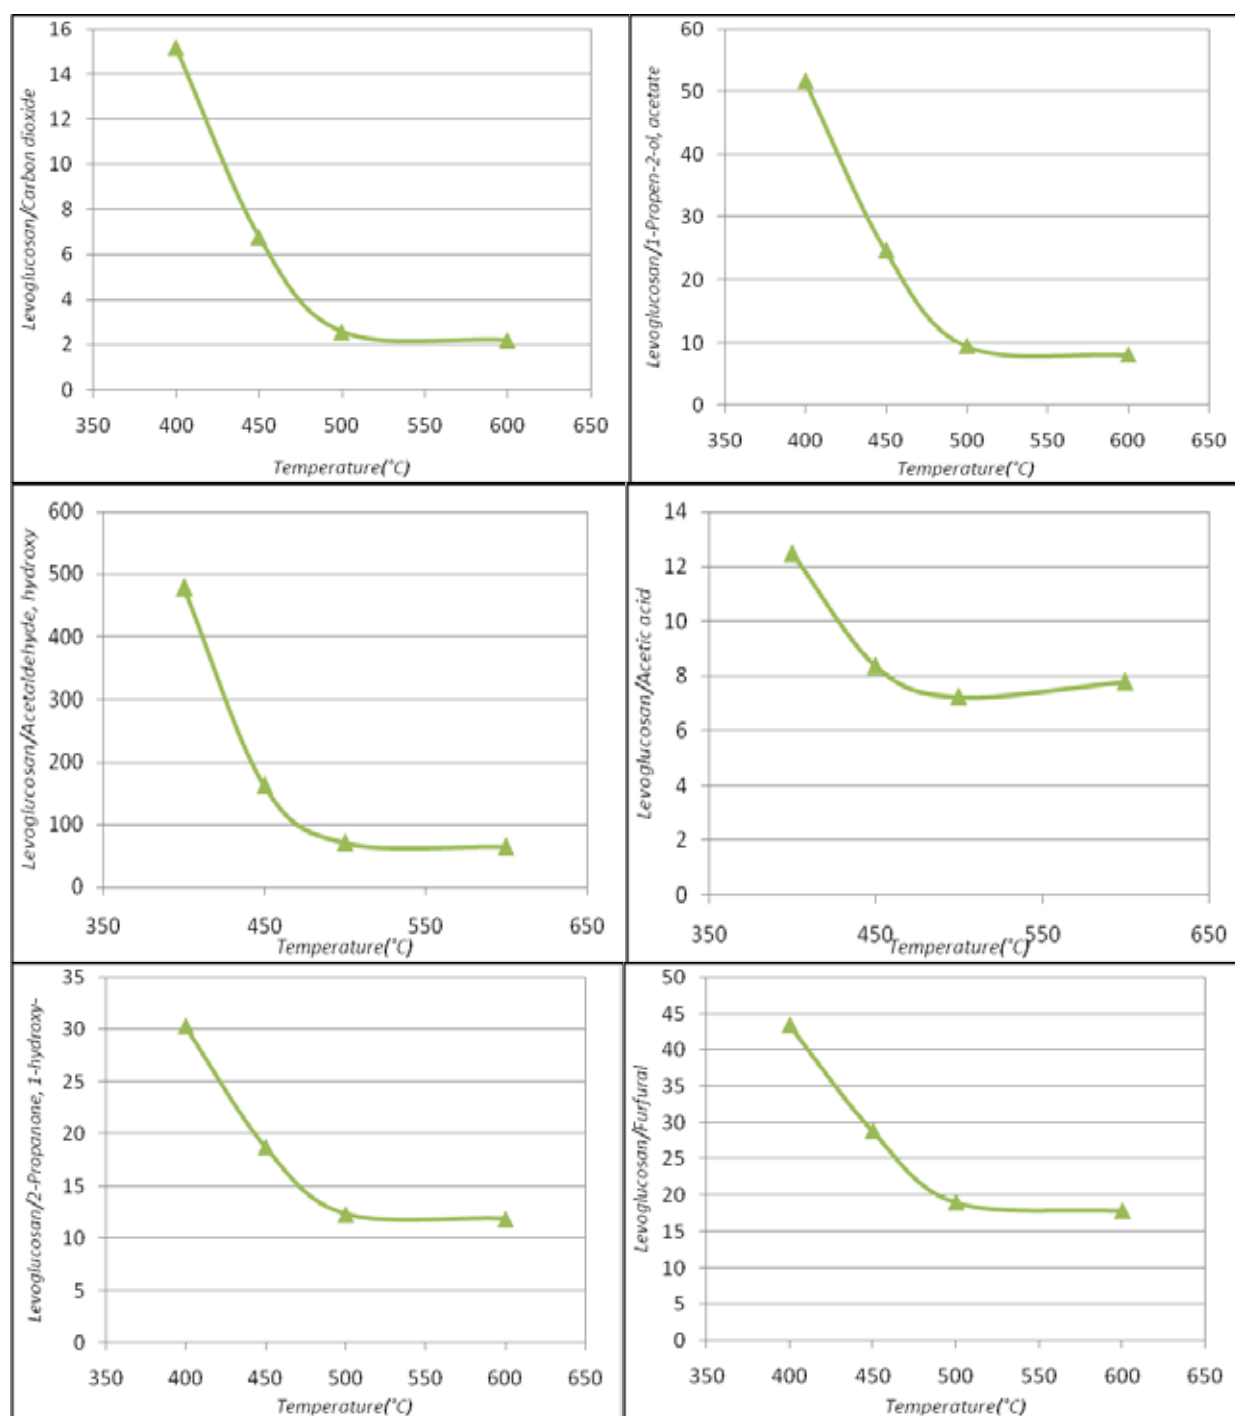 Levoglucosan/Carbon dioxide
16
14
12
10
8
6
4
2
0
350 400 450 500 550 600 650
Temperature(°C)
Levoglucosan/1-Propen-2-ol, acetate
60
50
40
30
20
10
0
350 400 450 500 550 600 650
Temperature(°C)
Levoglucosan/Acetaldehyde, hydroxy
600
500
400
300
200
100
0
350 450 550 650
Temperature(°C)
Levoglucosan/Acetic acid
14
12
10
8
6
4
2
0
350 450 550 650
Temperature(°C)
Levoglucosan/2-Propanone, 1-hydroxy-
35
30
25
20
15
10
5
0
350 400 450 500 550 600 650
Temperature(°C)
Levoglucosan/Furfural
50
45
40
35
30
25
20
15
10
5
0
350 400 450 500 550 600 650
Temperature(°C)